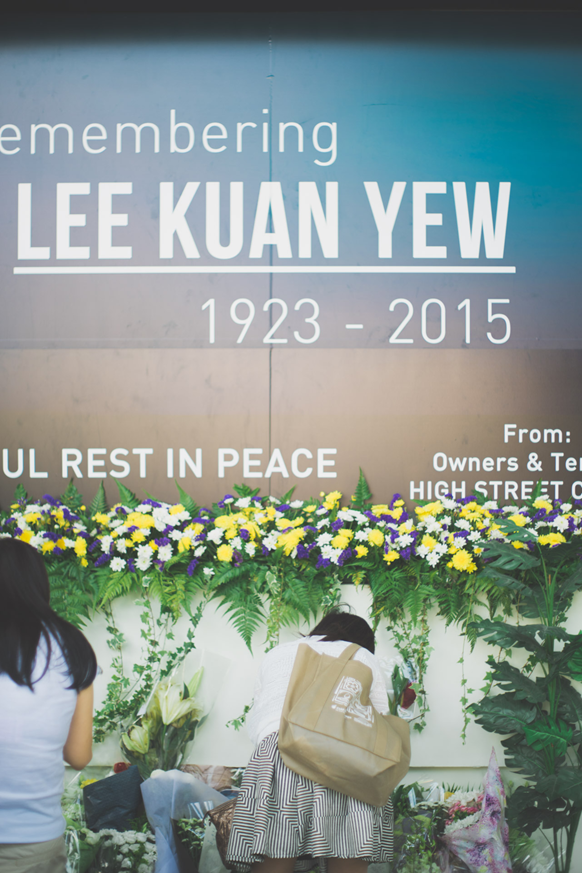 emembering
LEE KUAN YEW
1923 - 2015
UL REST IN PEACE
From:
Owners & Te
HIGH STREET C